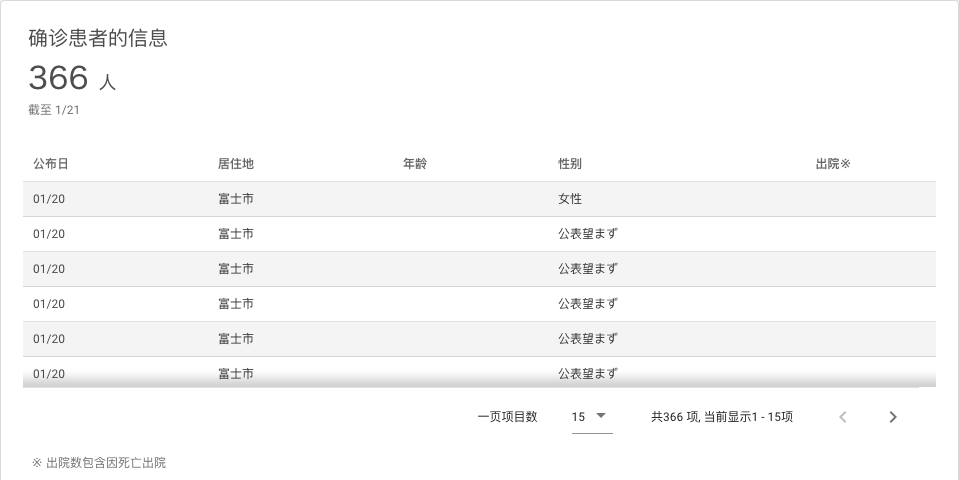 确诊患者的信息
366 人
截至 1/21
公布日 居住地 年齢 性别 出院※
01/20 富士市 女性
01/20 富士市 公表望まず
01/20 富士市 公表望まず
01/20 富士市 公表望まず
01/20 富士市 公表望まず
01/20 富士市 公表望まず
一页项目数 15 共366 项, 当前显示1 - 15项
※ 出院数包含因死亡出院